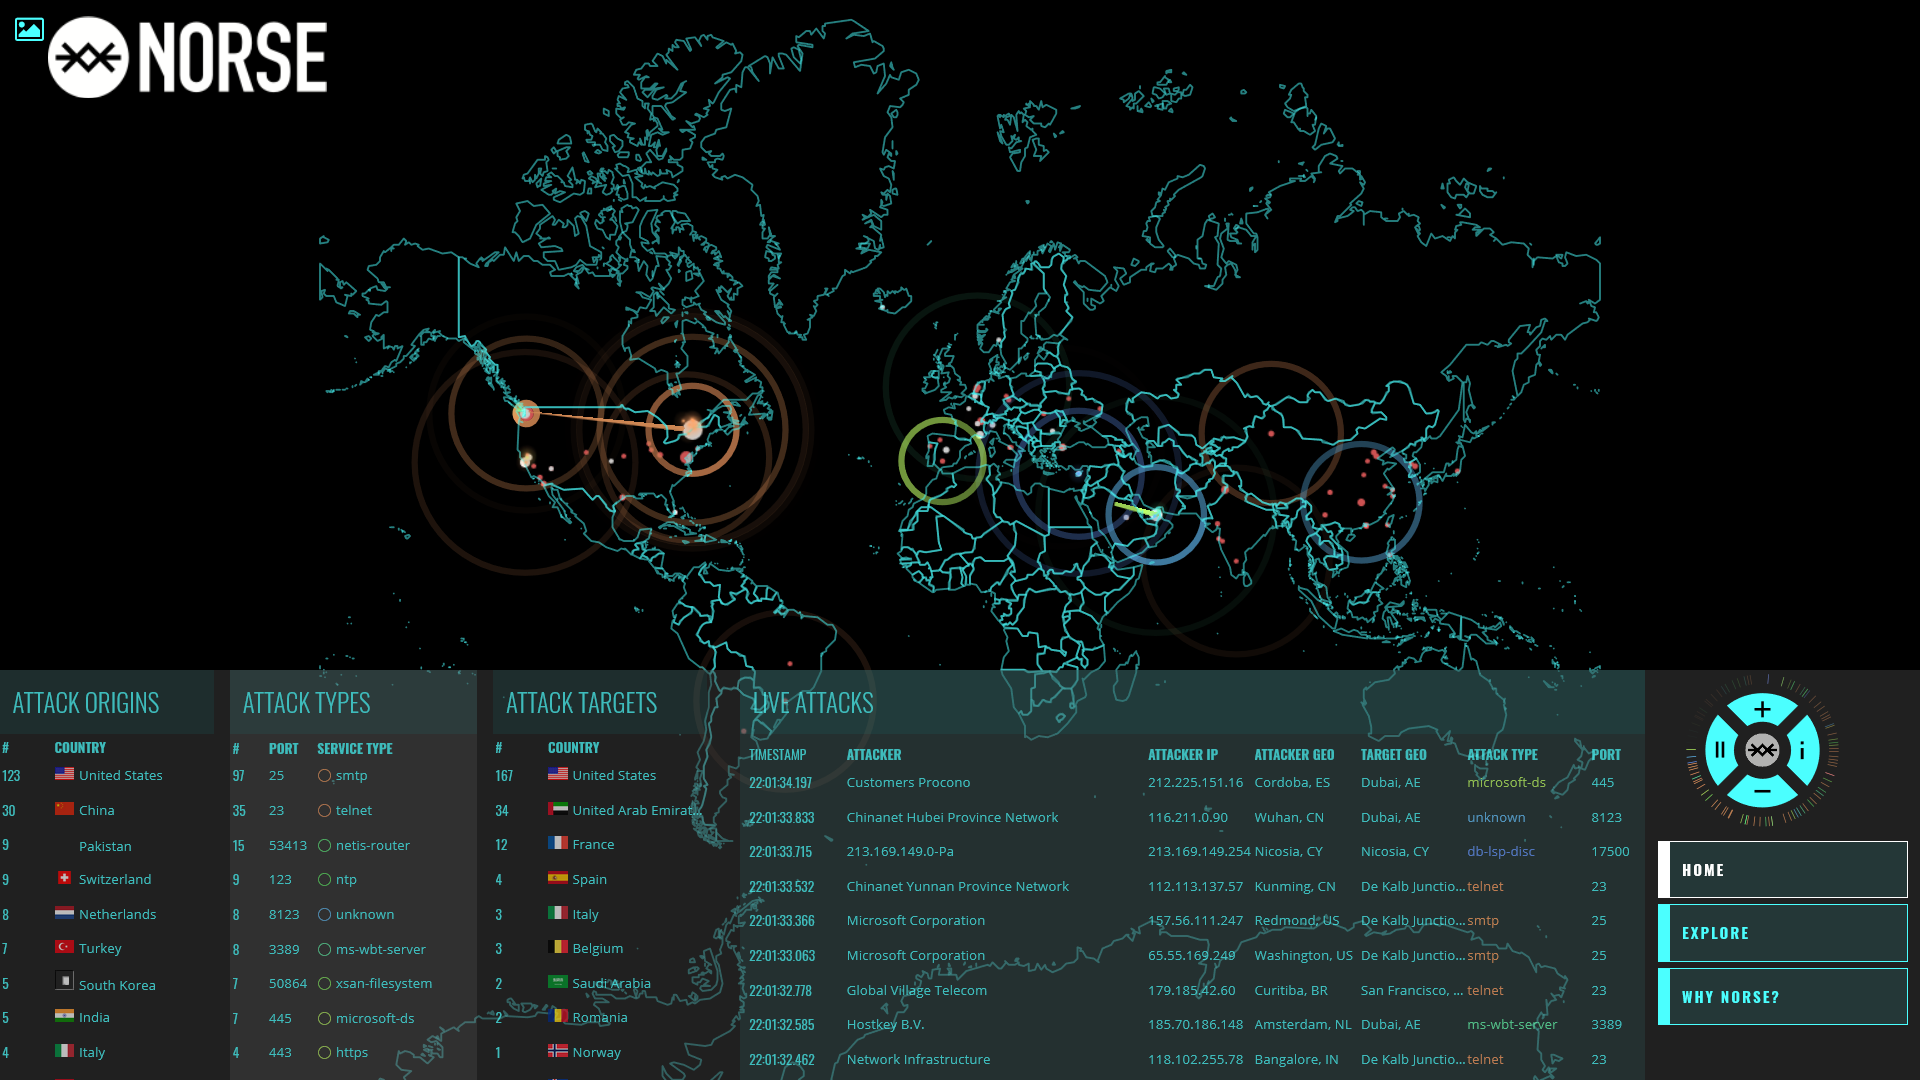 NORSE
ATTACK ORIGINS
# COUNTRY
123 United States
30 China
9 Pakistan
9 Switzerland
8 Netherlands
7 Turkey
5 South Korea
5 India
4 Italy
ATTACK TYPES
# PORT SERVICE TYPE
97 25 smtp
35 23 telnet
15 53413 netis-router
9 123 ntp
8 8123 unknown
8 3389 ms-wbt-server
7 50864 xsan-filesystem
7 445 microsoft-ds
4 443 https
ATTACK TARGETS
# COUNTRY
167 United States
34 United Arab Emirat...
12 France
4 Spain
3 Italy
3 Belgium
2 Saudi Arabia
2 Romania
1 Norway
LIVE ATTACKS
TIMESTAMP ATTACKER ATTACKER IP ATTACKER GEO TARGET GEO ATTACK TYPE PORT
22:01:34.197 Customers Procono 212.225.151.16 Cordoba, ES Dubai, AE microsoft-ds 445
22:01:33.833 Chinanet Hubei Province Network 116.211.0.90 Wuhan, CN Dubai, AE unknown 8123
22:01:33.715 213.169.149.0-Pa 213.169.149.254 Nicosia, CY Nicosia, CY db-lsp-disc 17500
22:01:33.532 Chinanet Yunnan Province Network 112.113.137.57 Kunming, CN De Kalb Junctio... telnet 23
22:01:33.366 Microsoft Corporation 157.56.111.247 Redmond, US De Kalb Junctio... smtp 25
22:01:33.063 Microsoft Corporation 65.55.169.249 Washington, US De Kalb Junctio... smtp 25
22:01:32.778 Global Village Telecom 179.185.42.60 Curitiba, BR San Francisco, ... telnet 23
22:01:32.585 Hostkey B.V. 185.70.186.148 Amsterdam, NL Dubai, AE ms-wbt-server 3389
22:01:32.462 Network Infrastructure 118.102.255.78 Bangalore, IN De Kalb Junctio... telnet 23
+
i
−
HOME
EXPLORE
WHY NORSE?